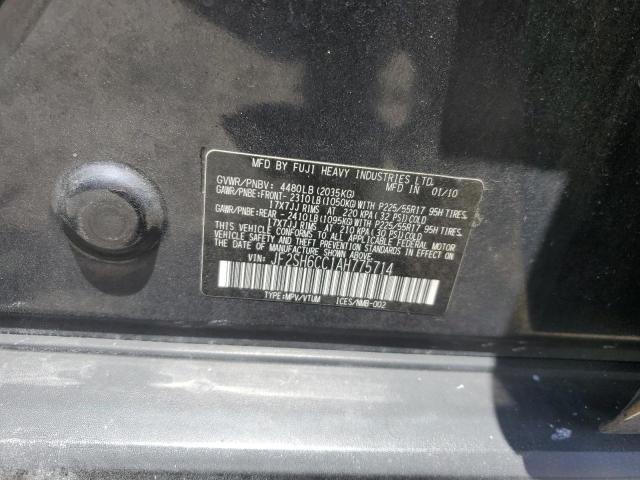 MFD BY FUJI HEAVY INDUSTRIES LTD.
GVWR/PNBV: 4480LB (2035KG) MFD IN 01/10
GAWR/PNBE:FRONT- 2310LB(1050KG)WITH P225/55R17 95H TIRES.
17X7JJ RIMS AT 220 KPA(32 PSI)COLD
GAWR/PNBE:REAR - 2410LB(1095KG)WITH P225/55R17 95H TIRES.
17X7JJ RIMS AT 210 KPA(30 PSI)COLD
THIS VEHICLE CONFORMS TO ALL APPLICABLE FEDERAL MOTOR
VEHICLE SAFETY STANDARDS IN EFFECT ON THE DATE OF
MANUFACTURE SHOWN ABOVE.
VIN: JF2SH6CC1AH775714
TYPE:MPV/VTUM ICES/NMB-002